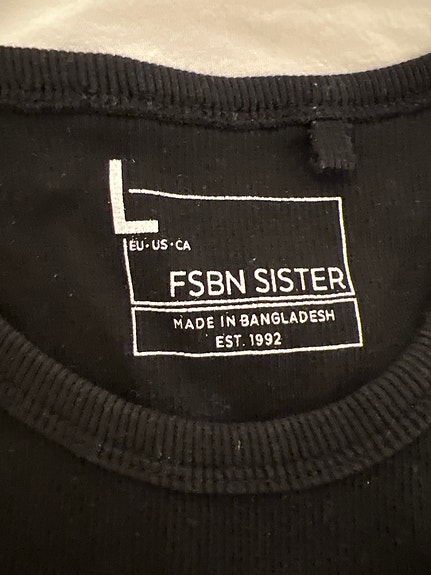 L
EU·US·CA
FSBN SISTER
MADE IN BANGLADESH
EST. 1992